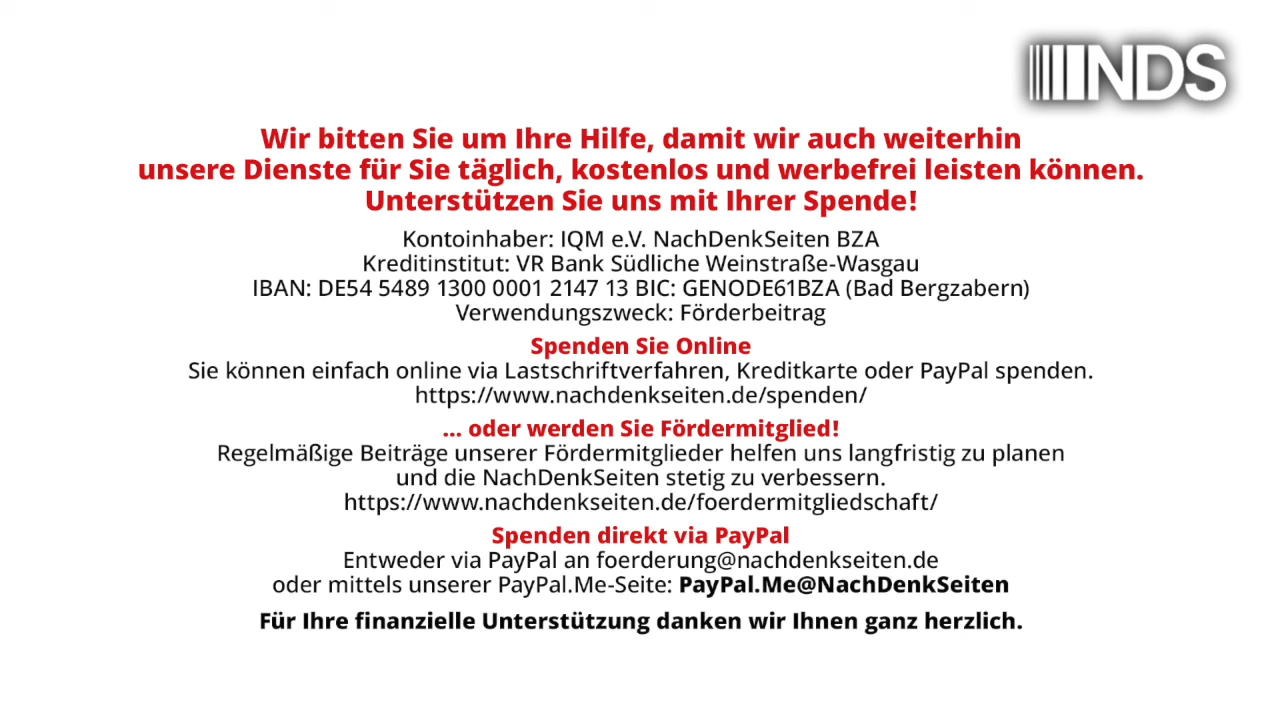 NDS
Wir bitten Sie um Ihre Hilfe, damit wir auch weiterhin
unsere Dienste für Sie täglich, kostenlos und werbefrei leisten können.
Unterstützen Sie uns mit Ihrer Spende!
Kontoinhaber: IQM e.V. NachDenkSeiten BZA
Kreditinstitut: VR Bank Südliche Weinstraße-Wasgau
IBAN: DE54 5489 1300 0001 2147 13 BIC: GENODE61BZA (Bad Bergzabern)
Verwendungszweck: Förderbeitrag
Spenden Sie Online
Sie können einfach online via Lastschriftverfahren, Kreditkarte oder PayPal spenden.
https://www.nachdenkseiten.de/spenden/
... oder werden Sie Fördermitglied!
Regelmäßige Beiträge unserer Fördermitglieder helfen uns langfristig zu planen
und die NachDenkSeiten stetig zu verbessern.
https://www.nachdenkseiten.de/foerdermitgliedschaft/
Spenden direkt via PayPal
Entweder via PayPal an foerderung@nachdenkseiten.de
oder mittels unserer PayPal.Me-Seite: PayPal.Me@NachDenkSeiten
Für Ihre finanzielle Unterstützung danken wir Ihnen ganz herzlich.